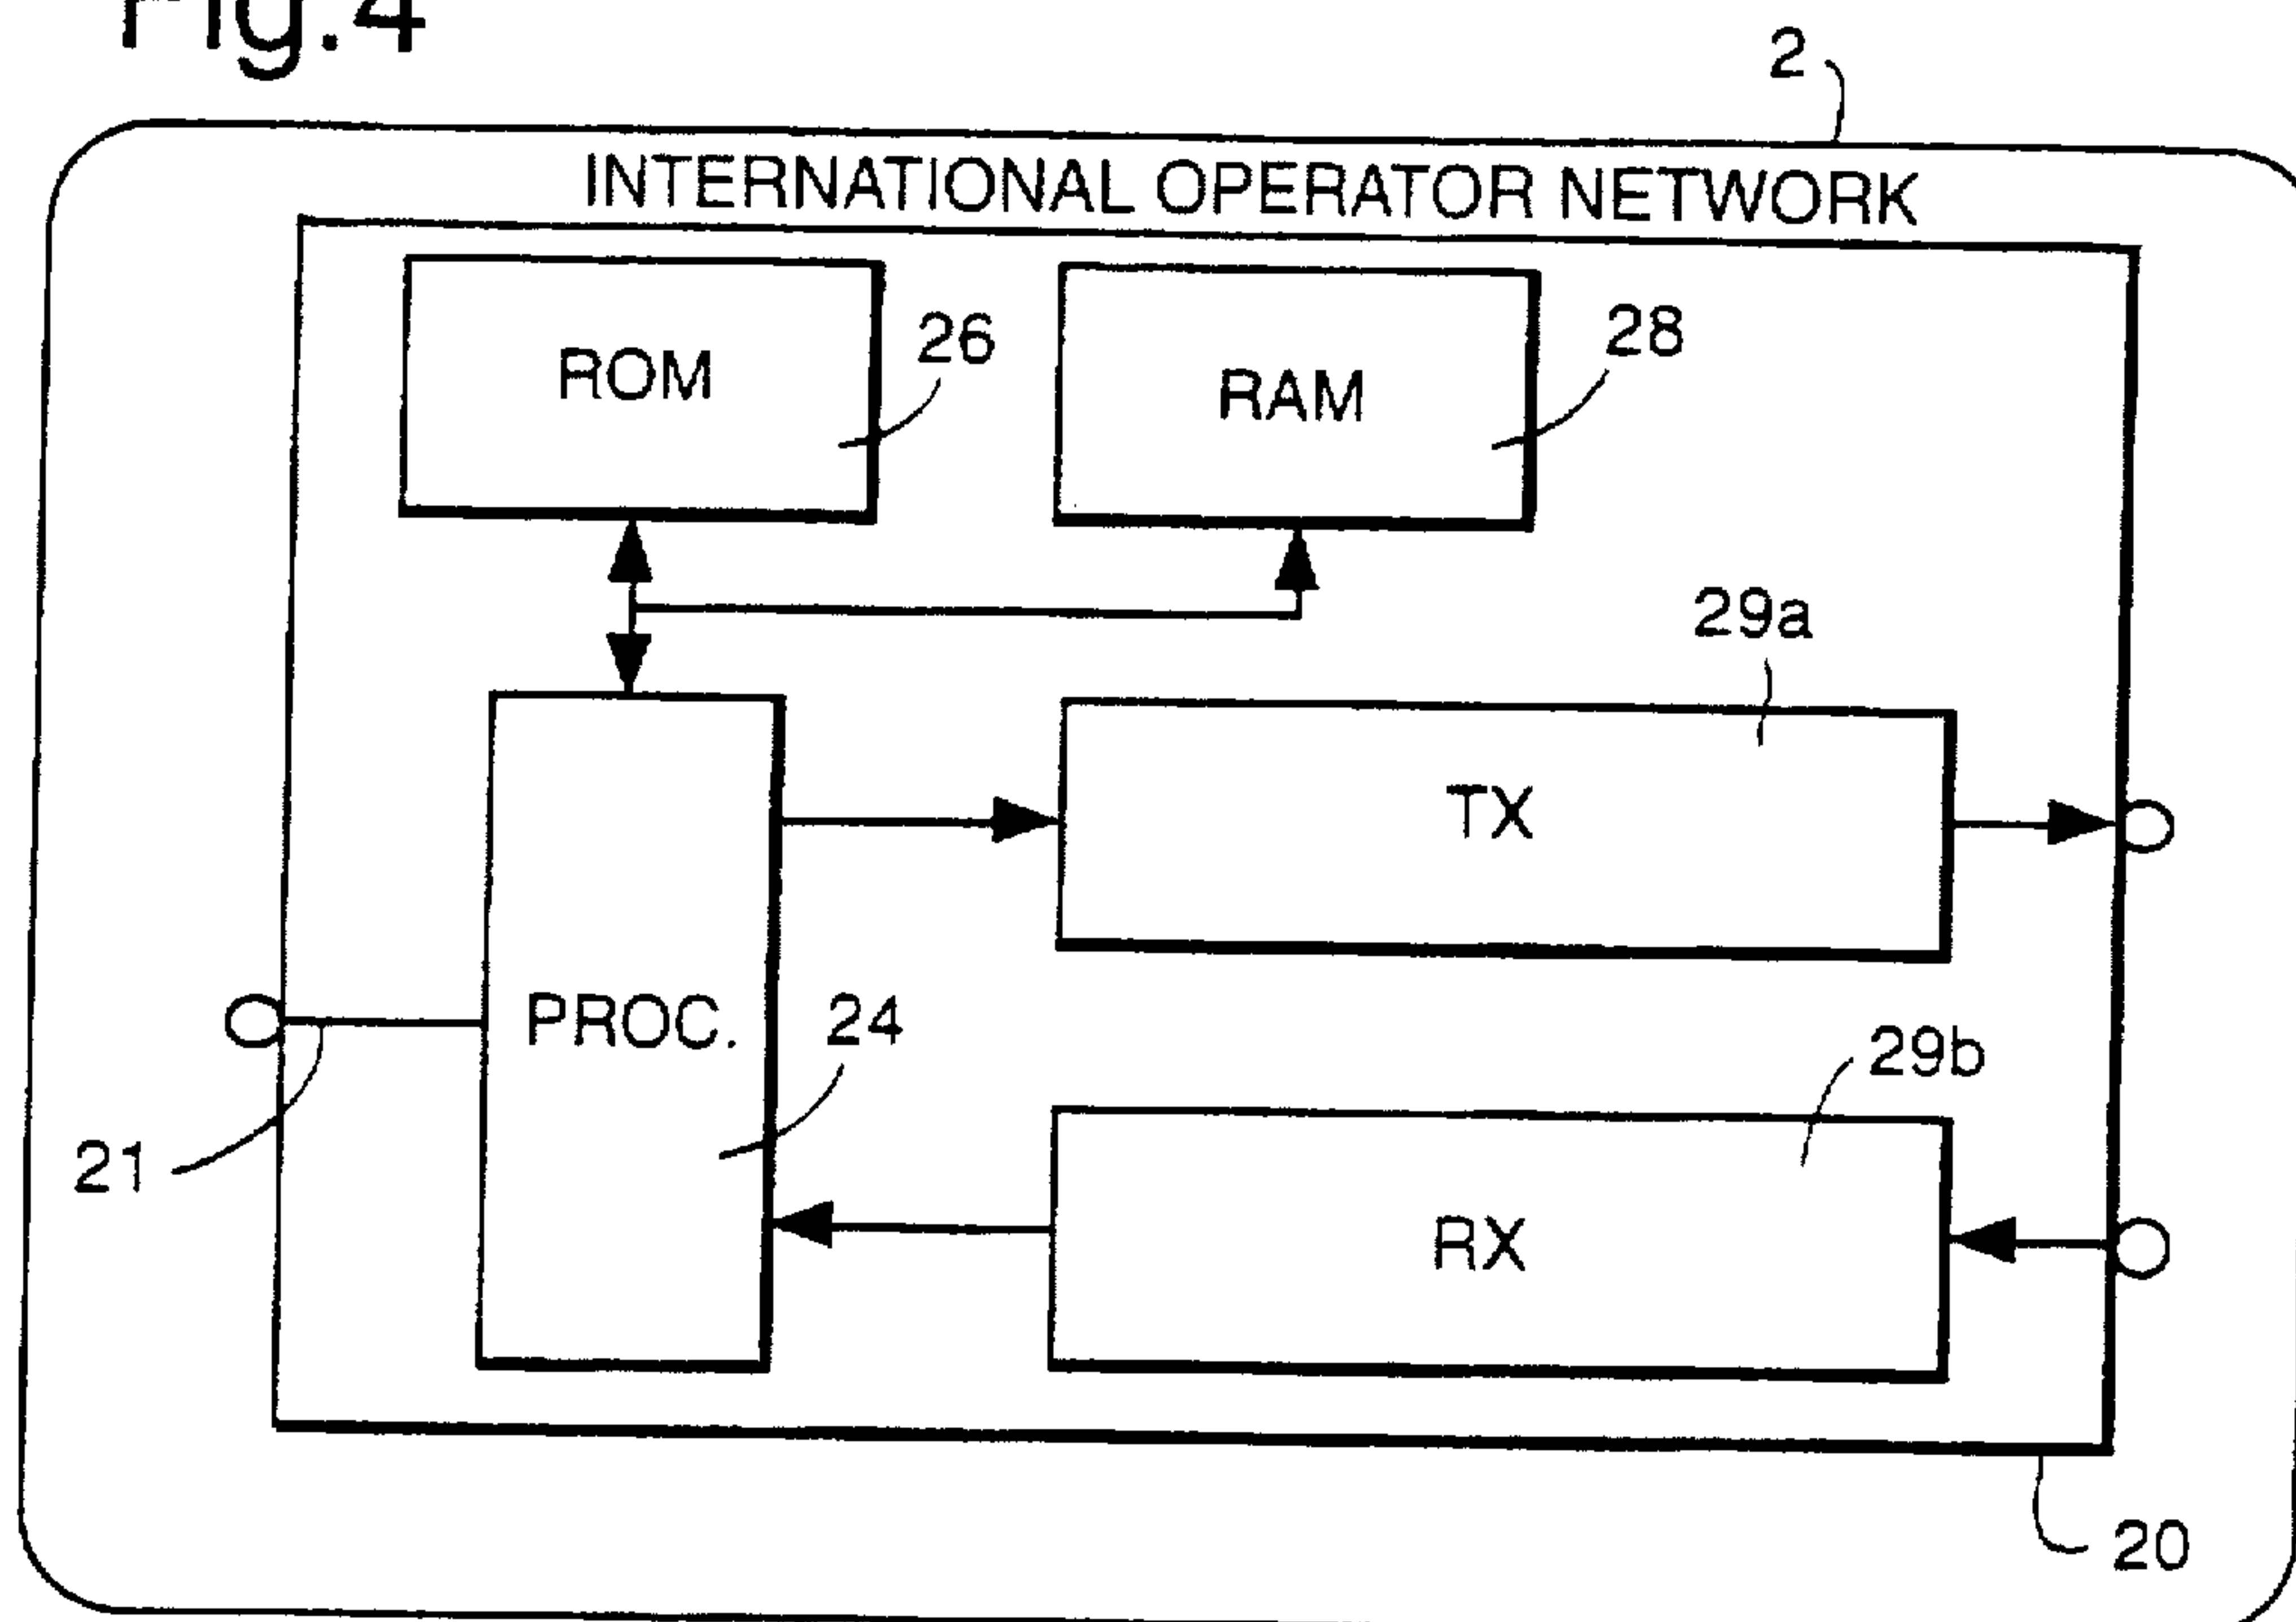 Fig.4
2
INTERNATIONAL OPERATOR NETWORK
ROM
26
RAM
28
29a
TX
PROC.
24
29b
21
RX
20